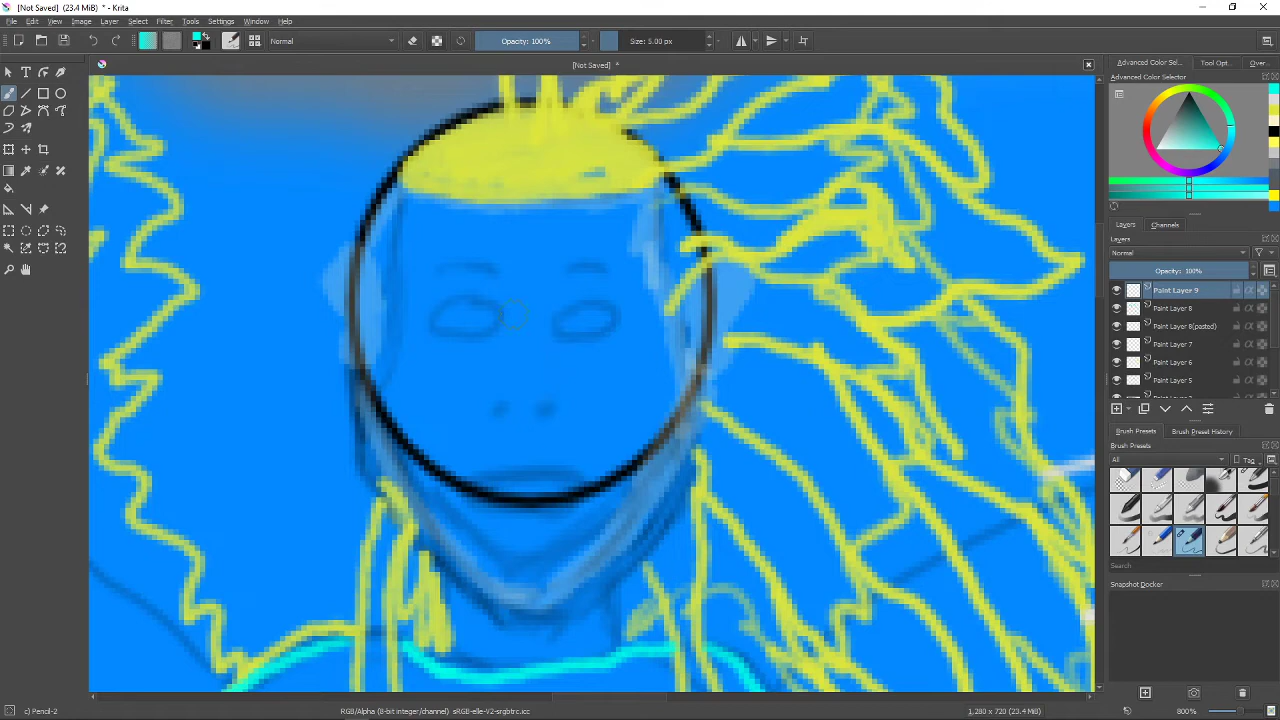 [Not Saved] (23.4 MiB) * - Krita
File Edit View Image Layer Select Filter Tools Settings Window Help
Normal
Opacity: 100%
Size: 5.00 px
[Not Saved] *
Advanced Color Sel... Tool Opt... Over...
Advanced Color Selector
Layers Channels
Layers
Normal
Opacity: 100%
Paint Layer 9
Paint Layer 8
Paint Layer 8(pasted)
Paint Layer 7
Paint Layer 6
Paint Layer 5
Brush Presets Brush Preset History
Brush Presets
All
Tag
Search
Snapshot Docker
c) Pencil-2
RGB/Alpha (8-bit integer/channel) sRGB-elle-V2-srgbtrc.icc
1,280 x 720 (23.4 MiB)
800%